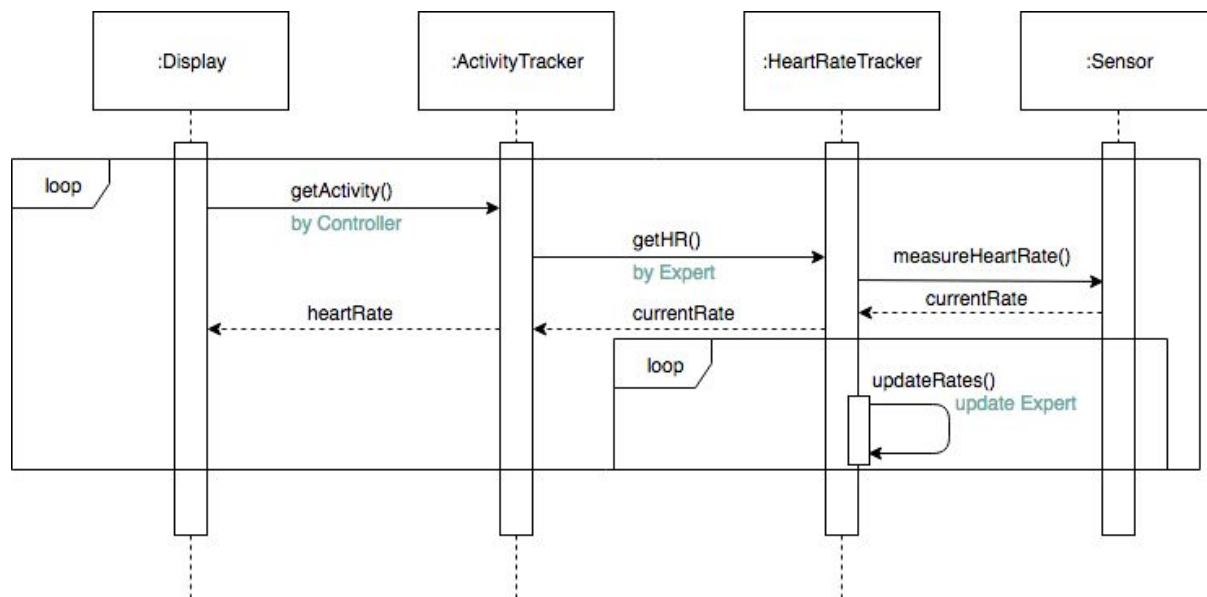 :Display
:ActivityTracker
:HeartRateTracker
:Sensor
loop
getActivity()
by Controller
getHR()
by Expert
measureHeartRate()
currentRate
heartRate
currentRate
loop
updateRates()
update Expert